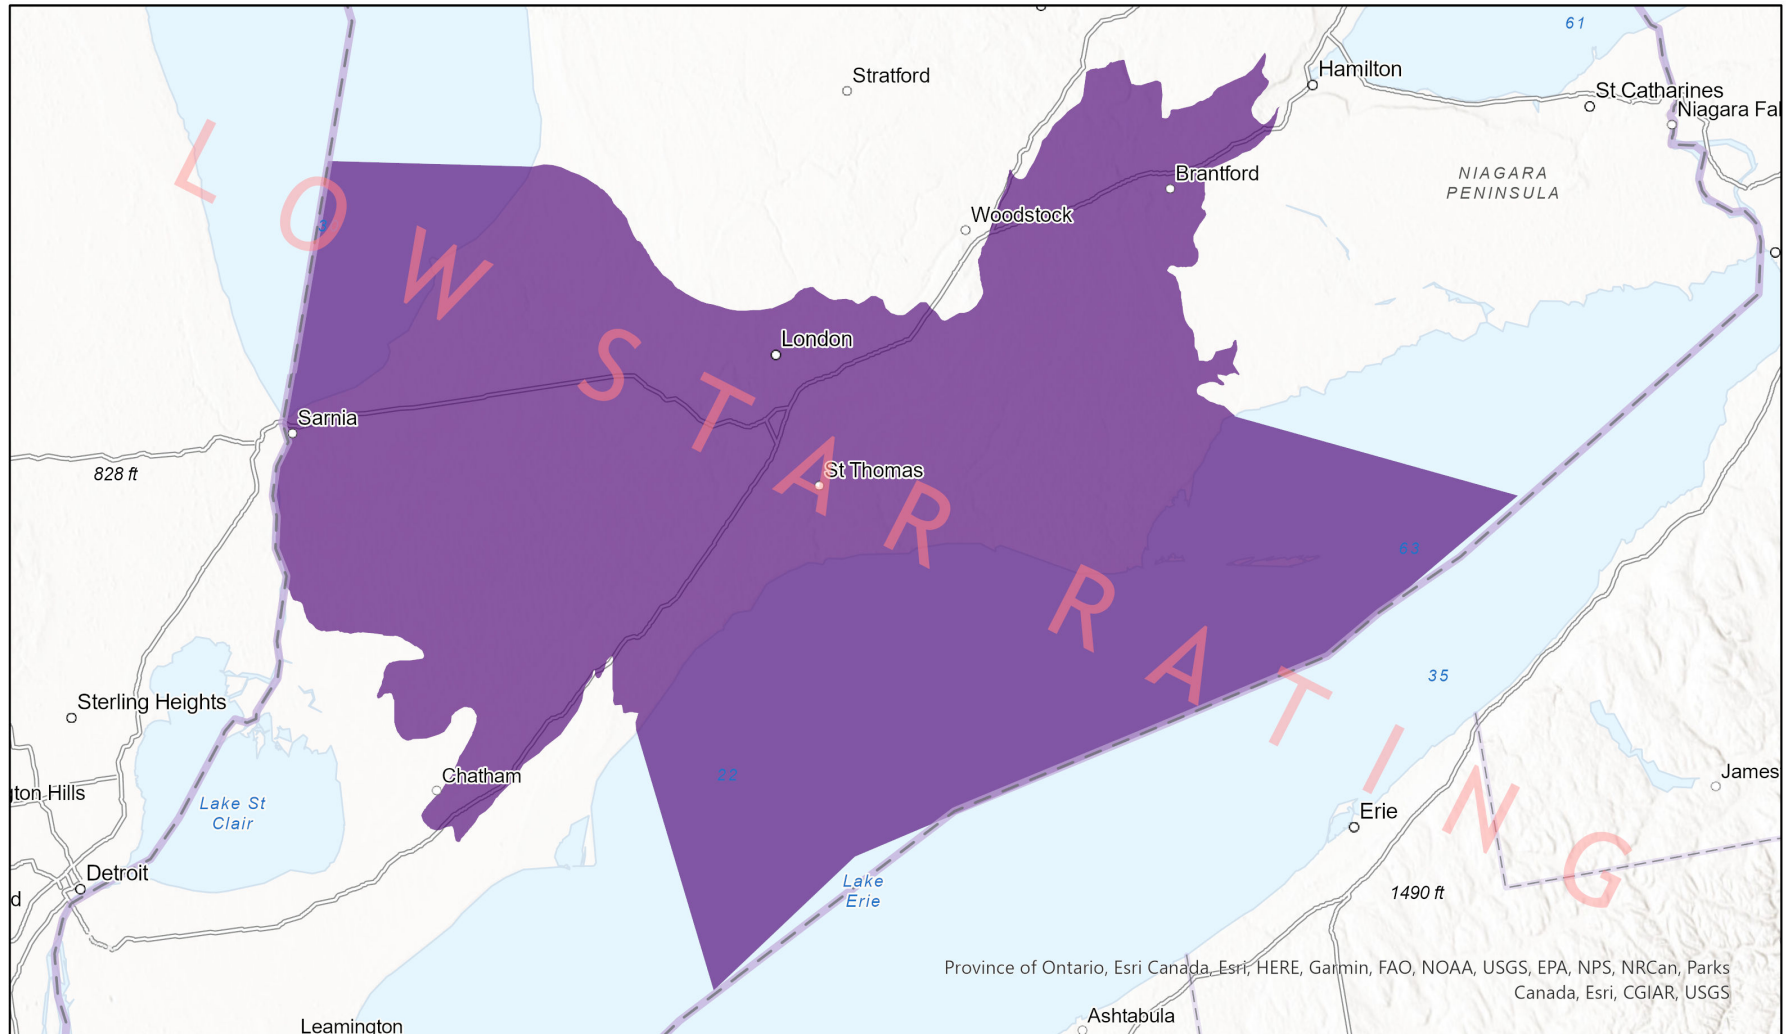 61
Hamilton
Stratford
St Catharines
Niagara Fal
NIAGARA
PENINSULA
Brantford
Woodstock
3
London
Sarnia
828 ft
St Thomas
63
35
Sterling Heights
22
Chatham
James
gton Hills
Lake St
Clair
Erie
Detroit
Lake
Erie
1490 ft
d
Province of Ontario, Esri Canada, Esri, HERE, Garmin, FAO, NOAA, USGS, EPA, NPS, NRCan, Parks
Canada, Esri, CGIAR, USGS
Ashtabula
Leamington
LOW STAR RATING